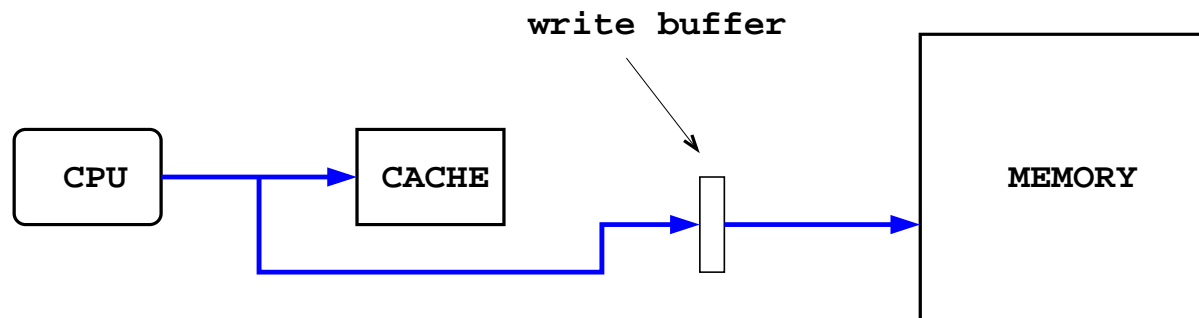 write buffer
CPU
CACHE
MEMORY